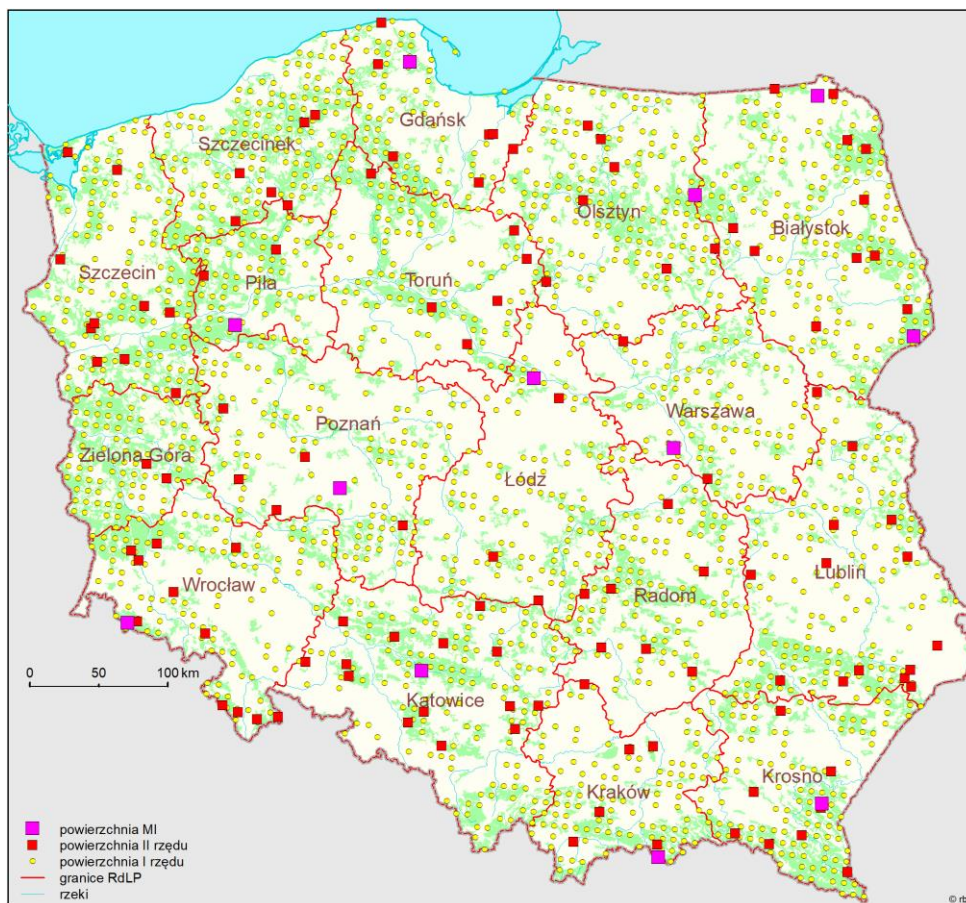 Gdańsk
Szczecinek
Olsztyn
Białystok
Szczecin
Piła
Toruń
Warszawa
Poznań
Zielona Góra
Łódź
Wrocław
Radom
Lublin
0 50 100 km
Katowice
Kraków
Krosno
powierzchnia MI
powierzchnia II rzędu
powierzchnia I rzędu
granice RdLP
rzeki
© rb